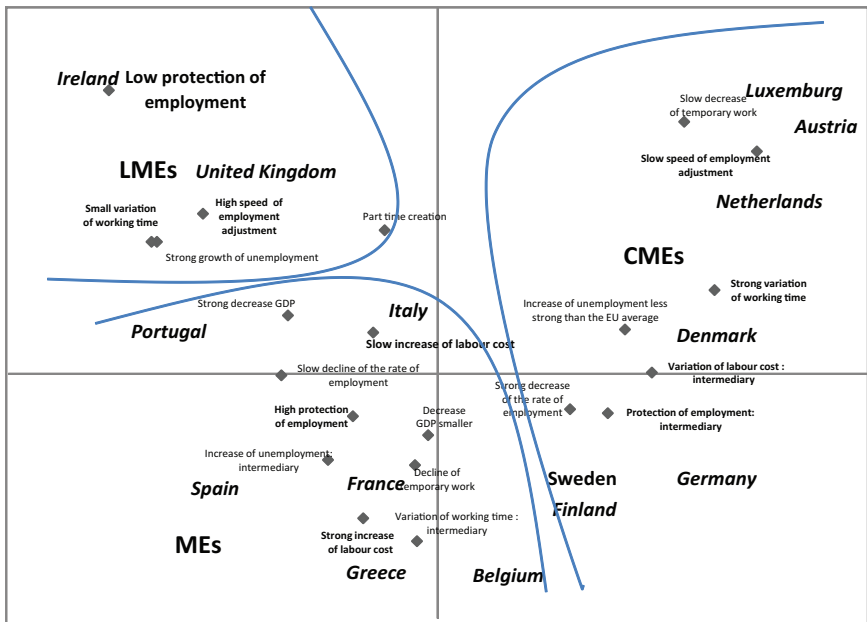 Ireland
Low protection of
employment
Luxemburg
Slow decrease
of temporary work
Austria
Slow speed of employment
adjustment
LMEs
United Kingdom
Netherlands
High speed of
employment
adjustment
Small variation
of working time
Part time creation
Strong growth of unemployment
CMEs
Strong variation
of working time
Strong decrease GDP
Italy
Increase of unemployment less
strong than the EU average
Portugal
Denmark
Slow increase of labour cost
Slow decline of the rate of
employment
Variation of labour cost :
intermediary
Strong decrease
of the rate of
employment
High protection
of employment
Decrease
GDP smaller
Protection of employment: intermediary
Increase of unemployment:
intermediary
Decline of
temporary work
Spain
France
Sweden
Germany
Finland
Variation of working time :
intermediary
MEs
Strong increase
of labour cost
Greece
Belgium